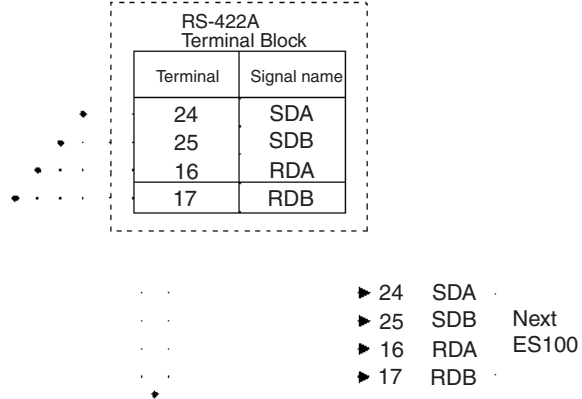 RS-422A
Terminal Block
Terminal Signal name
24 SDA
25 SDB
16 RDA
17 RDB
24 SDA
25 SDB Next
16 RDA ES100
17 RDB